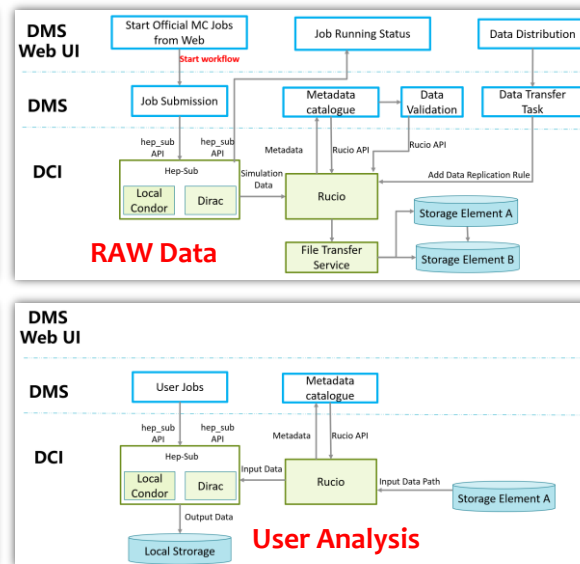 DMS
Web UI
Start Official MC Jobs
from Web
Job Running Status
Data Distribution
Start workflow
DMS
Job Submission
Metadata
catalogue
Data
Validation
Data Transfer
Task
hep_sub
API
hep_sub
API
Metadata
Rucio API
Rucio API
DCI
Hep-Sub
Local
Condor
Dirac
Simulation
Data
Rucio
Add Data Replication Rule
Storage Element A
RAW Data
File Transfer
Service
Storage Element B
DMS
Web UI
DMS
User Jobs
Metadata
catalogue
hep_sub
API
hep_sub
API
Metadata
Rucio API
DCI
Hep-Sub
Local
Condor
Dirac
Input Data
Rucio
Input Data Path
Storage Element A
Output Data
Local Strorage
User Analysis